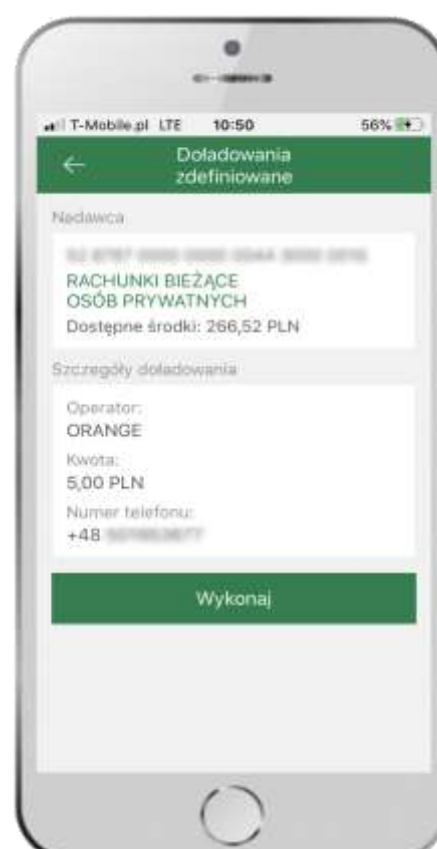 T-Mobile.pl LTE 10:50 56%
Doładowania
zdefiniowane
Nadawca
RACHUNKI BIEŻĄCE
OSÓB PRYWATNYCH
Dostępne środki: 266,52 PLN
Szczegóły doładowania
Operator:
ORANGE
Kwota:
5,00 PLN
Numer telefonu:
+48
Wykonaj